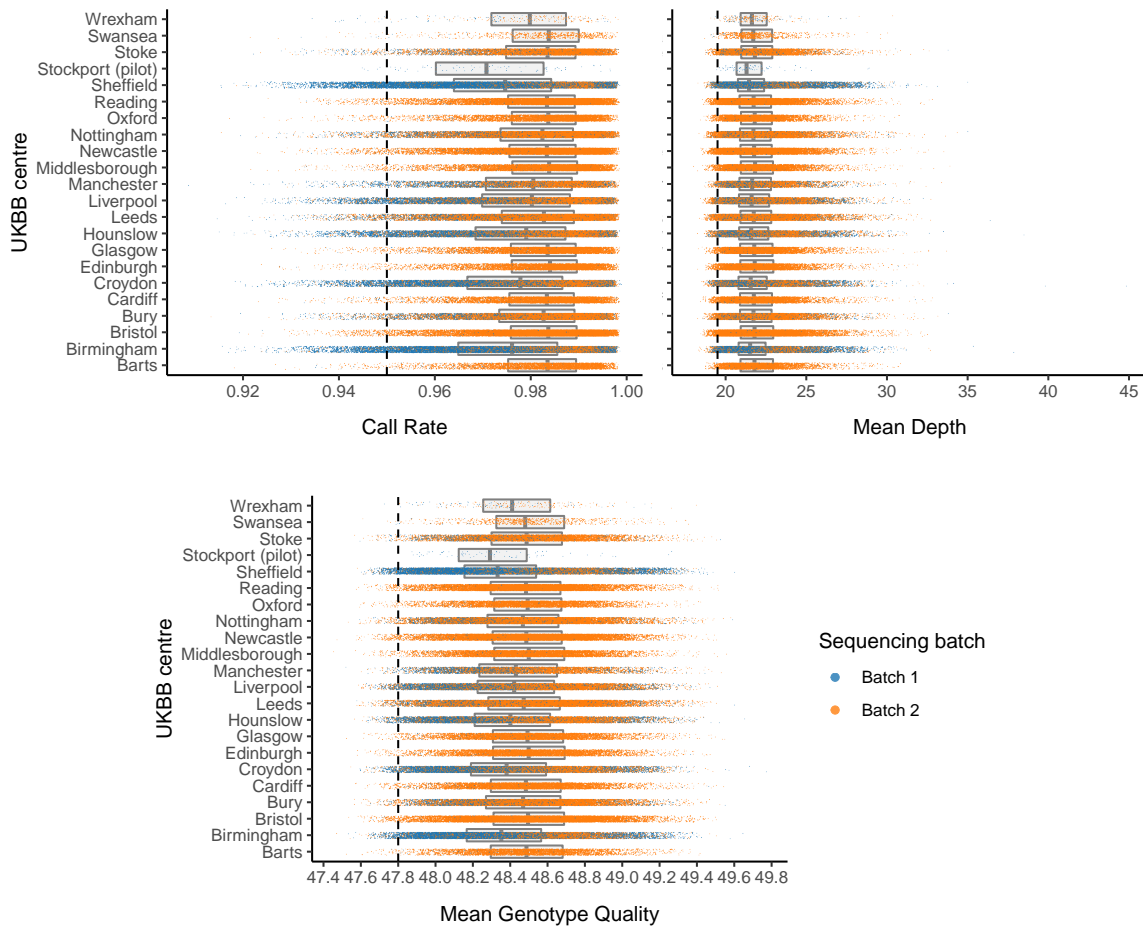 Wrexham
Swansea
Stoke
Stockport (pilot)
Sheffield
Reading
Oxford
Nottingham
Newcastle
Middlesborough
Manchester
Liverpool
Leeds
Hounslow
Glasgow
Edinburgh
Croydon
Cardiff
Bury
Bristol
Birmingham
Barts
UKBB centre
0.92 0.94 0.96 0.98 1.00
Call Rate
20 25 30 35 40 45
Mean Depth
Wrexham
Swansea
Stoke
Stockport (pilot)
Sheffield
Reading
Oxford
Nottingham
Newcastle
Middlesborough
Manchester
Liverpool
Leeds
Hounslow
Glasgow
Edinburgh
Croydon
Cardiff
Bury
Bristol
Birmingham
Barts
UKBB centre
47.4 47.6 47.8 48.0 48.2 48.4 48.6 48.8 49.0 49.2 49.4 49.6 49.8
Mean Genotype Quality
Sequencing batch
Batch 1
Batch 2